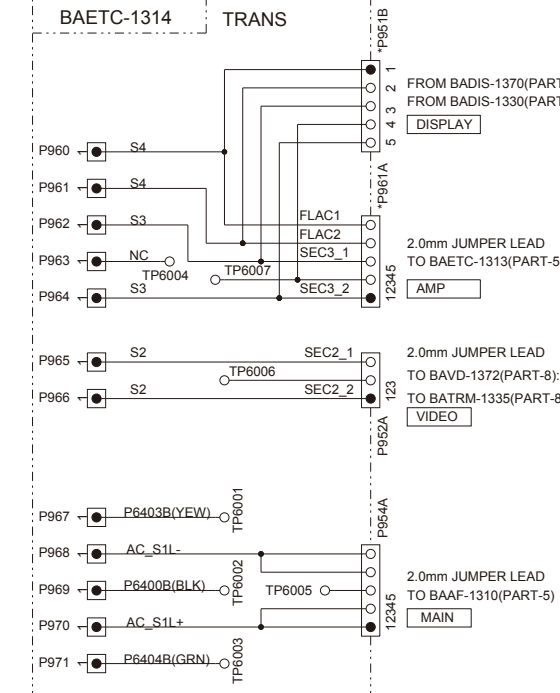 BAETC-1314
TRANS
*P951B
1
2
3
4
5
FROM BADIS-1370(PART
FROM BADIS-1330(PART
DISPLAY
P960
S4
P961
S4
*P961A
P962
S3
FLAC1
FLAC2
P963
NC
TP6004
TP6007
SEC3_1
P964
S3
SEC3_2
12345
2.0mm JUMPER LEAD
TO BAETC-1313(PART-5
AMP
P965
S2
SEC2_1
TP6006
P966
S2
SEC2_2
123
P952A
2.0mm JUMPER LEAD
TO BAVD-1372(PART-8):
TO BATRM-1335(PART-8
VIDEO
P967
P6403B(YEW)
TP6001
P954A
P968
AC_S1L-
P969
P6400B(BLK)
TP6002
TP6005
P970
AC_S1L+
12345
2.0mm JUMPER LEAD
TO BAAF-1310(PART-5)
MAIN
P971
P6404B(GRN)
TP6003